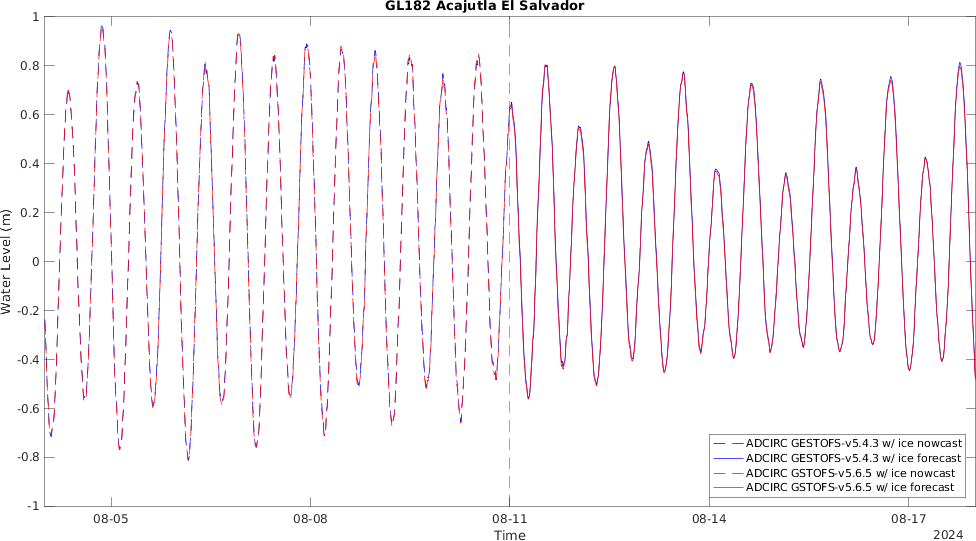 GL182 Acajutla El Salvador
1
0.8
0.6
0.4
0.2
0
-0.2
-0.4
-0.6
-0.8
-1
Water Level (m)
08-05
08-08
08-11
08-14
08-17
Time
2024
ADCIRC GESTOFS-v5.4.3 w/ ice nowcast
ADCIRC GESTOFS-v5.4.3 w/ ice forecast
ADCIRC GSTOFS-v5.6.5 w/ ice nowcast
ADCIRC GSTOFS-v5.6.5 w/ ice forecast